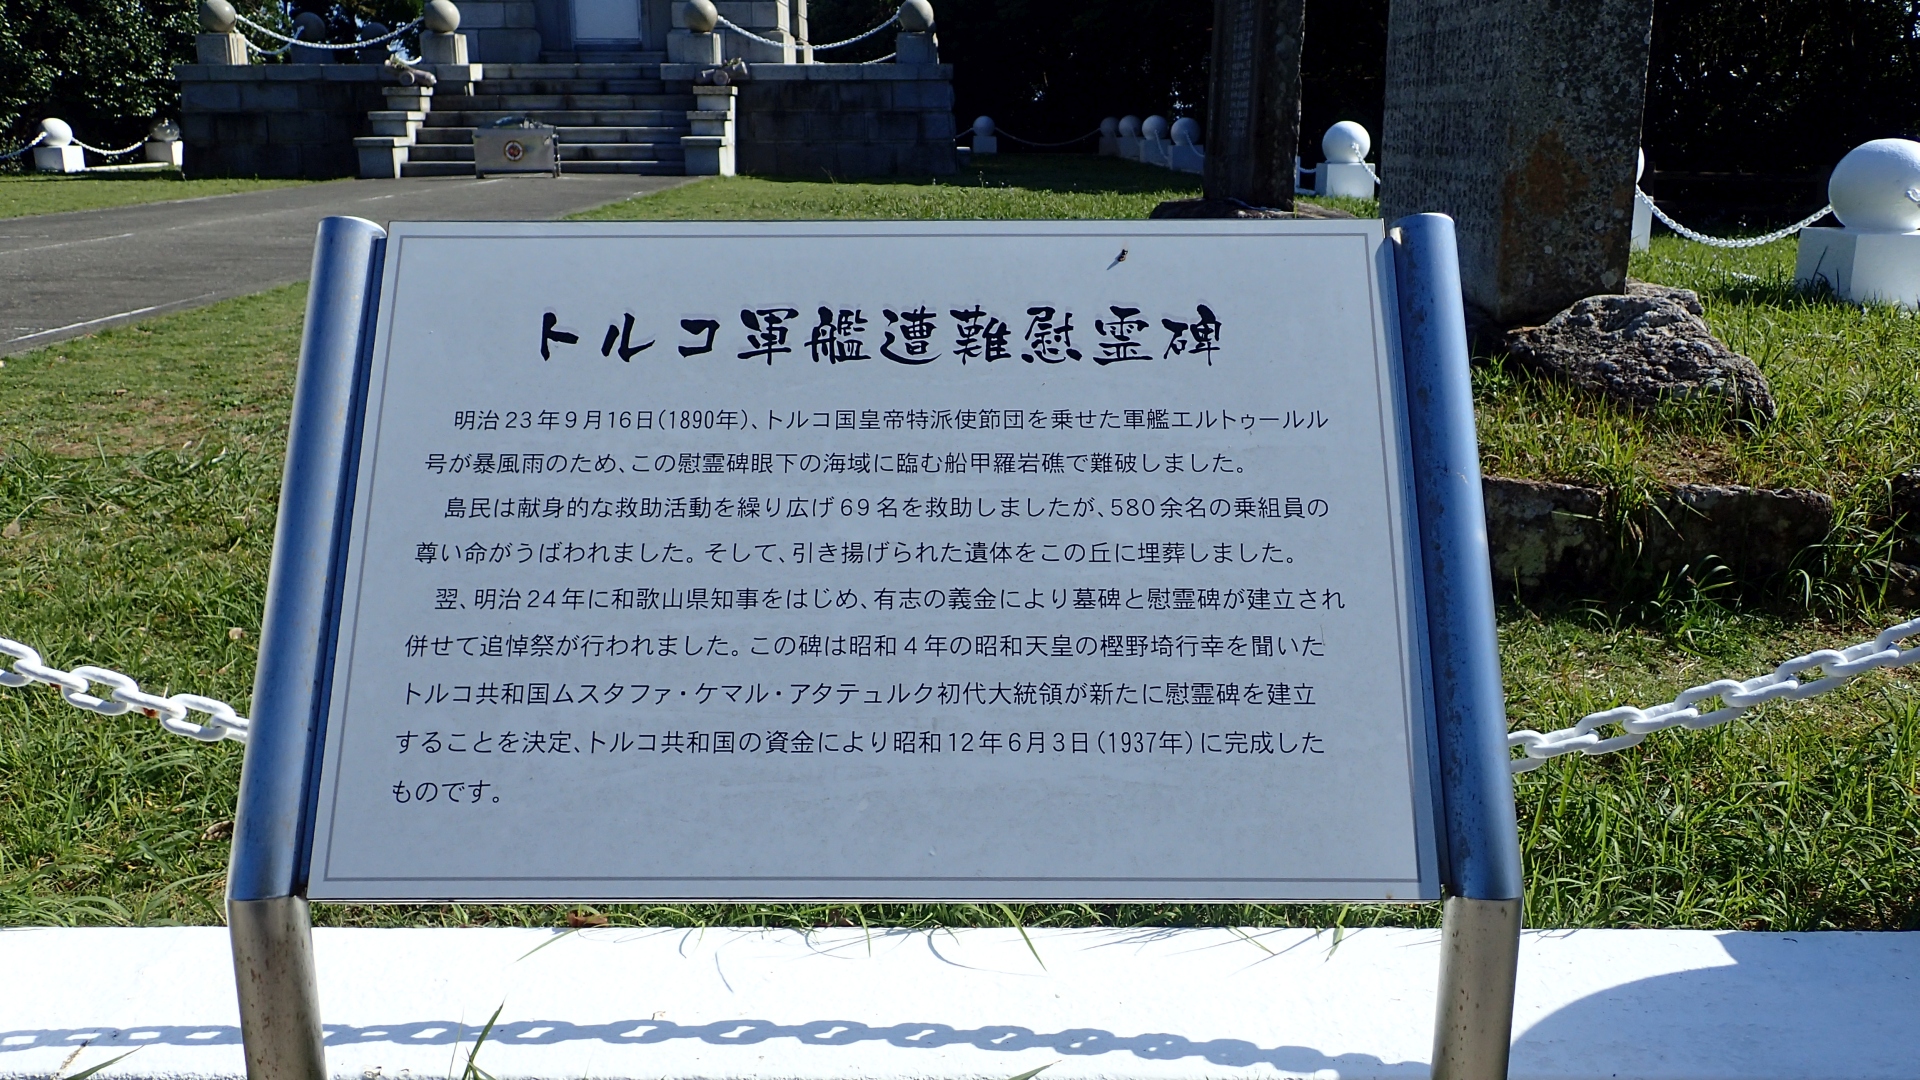 トルコ軍艦遭難慰霊碑
明治23年9月16日(1890年)、トルコ国皇帝特派使節団を乗せた軍艦エルトゥールル
号が暴風雨のため、この慰霊碑眼下の海域に臨む船甲羅岩礁で難破しました。
島民は献身的な救助活動を繰り広げ69名を救助しましたが、580余名の乗組員の
尊い命がうばわれました。そして、引き揚げられた遺体をこの丘に埋葬しました。
翌、明治24年に和歌山県知事をはじめ、有志の義金により墓碑と慰霊碑が建立され
併せて追悼祭が行われました。この碑は昭和4年の昭和天皇の樫野埼行幸を聞いた
トルコ共和国ムスタファ・ケマル・アタテュルク初代大統領が新たに慰霊碑を建立
することを決定、トルコ共和国の資金により昭和12年6月3日(1937年)に完成した
ものです。